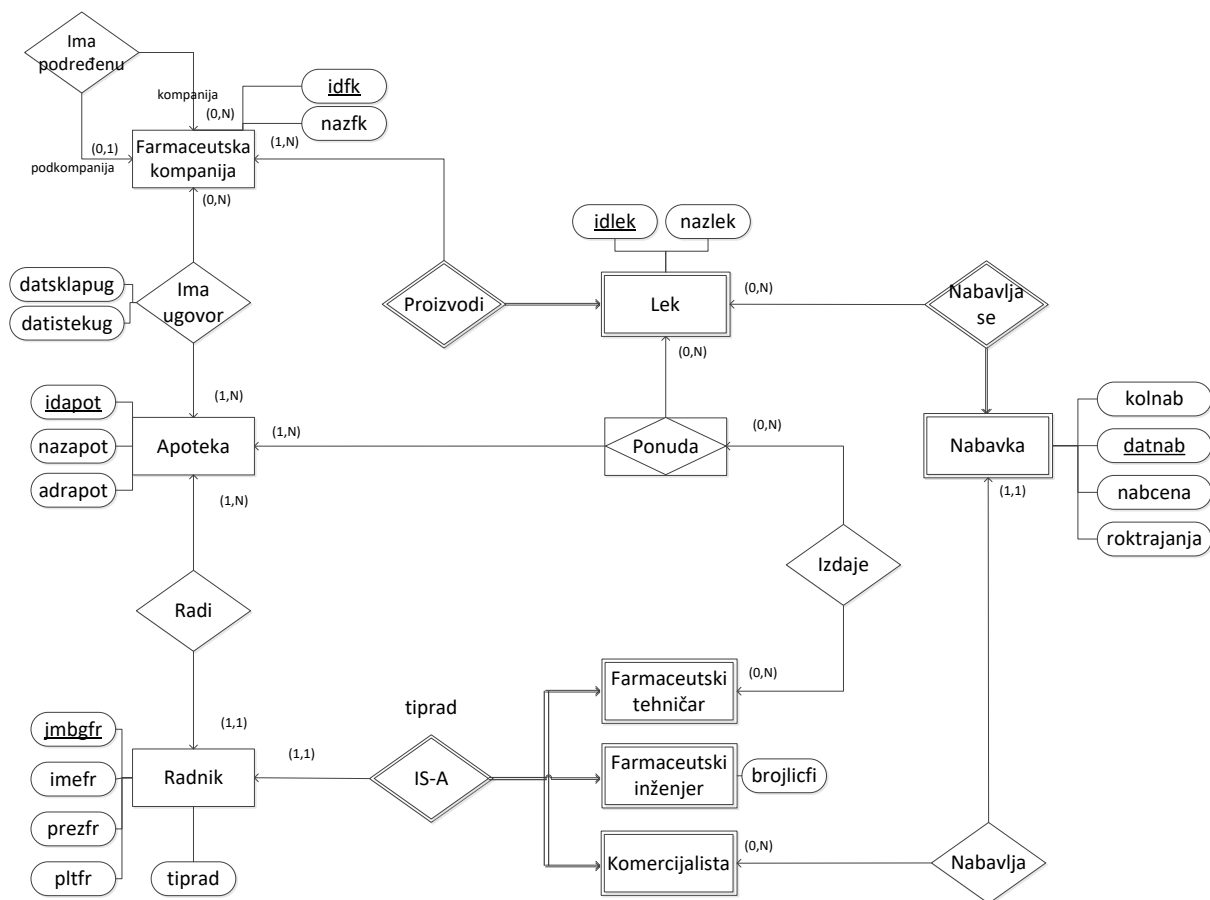 Ima
podređenu
kompanija
(0,N)
idfk
nazfk
(0,1)
podkompanija
Farmaceutska
kompanija
(1,N)
(0,N)
idlek
nazlek
datsklapug
datistekug
Ima
ugovor
Proizvodi
Lek
(0,N)
Nabavlja
se
(0,N)
(1,N)
idapot
nazapot
adrapot
Apoteka
(1,N)
Ponuda
(0,N)
Nabavka
kolnab
datnab
nabcena
roktrajanja
(1,N)
(1,1)
Izdaje
Radi
Farmaceutski
tehničar
(0,N)
tiprad
(1,1)
jmbgfr
imefr
prezfr
pltfr
Radnik
(1,1)
IS-A
Farmaceutski
inženjer
brojlicfi
tiprad
Komercijalista
(0,N)
Nabavlja